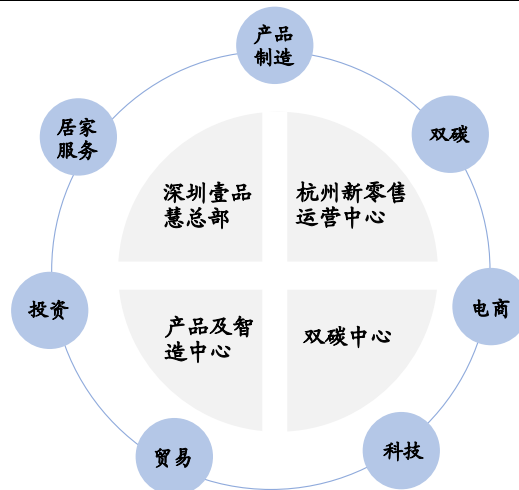 产品
制造
居家
服务
双碳
深圳壹品
慧总部
杭州新零售
运营中心
投资
电商
产品及智
造中心
双碳中心
贸易
科技